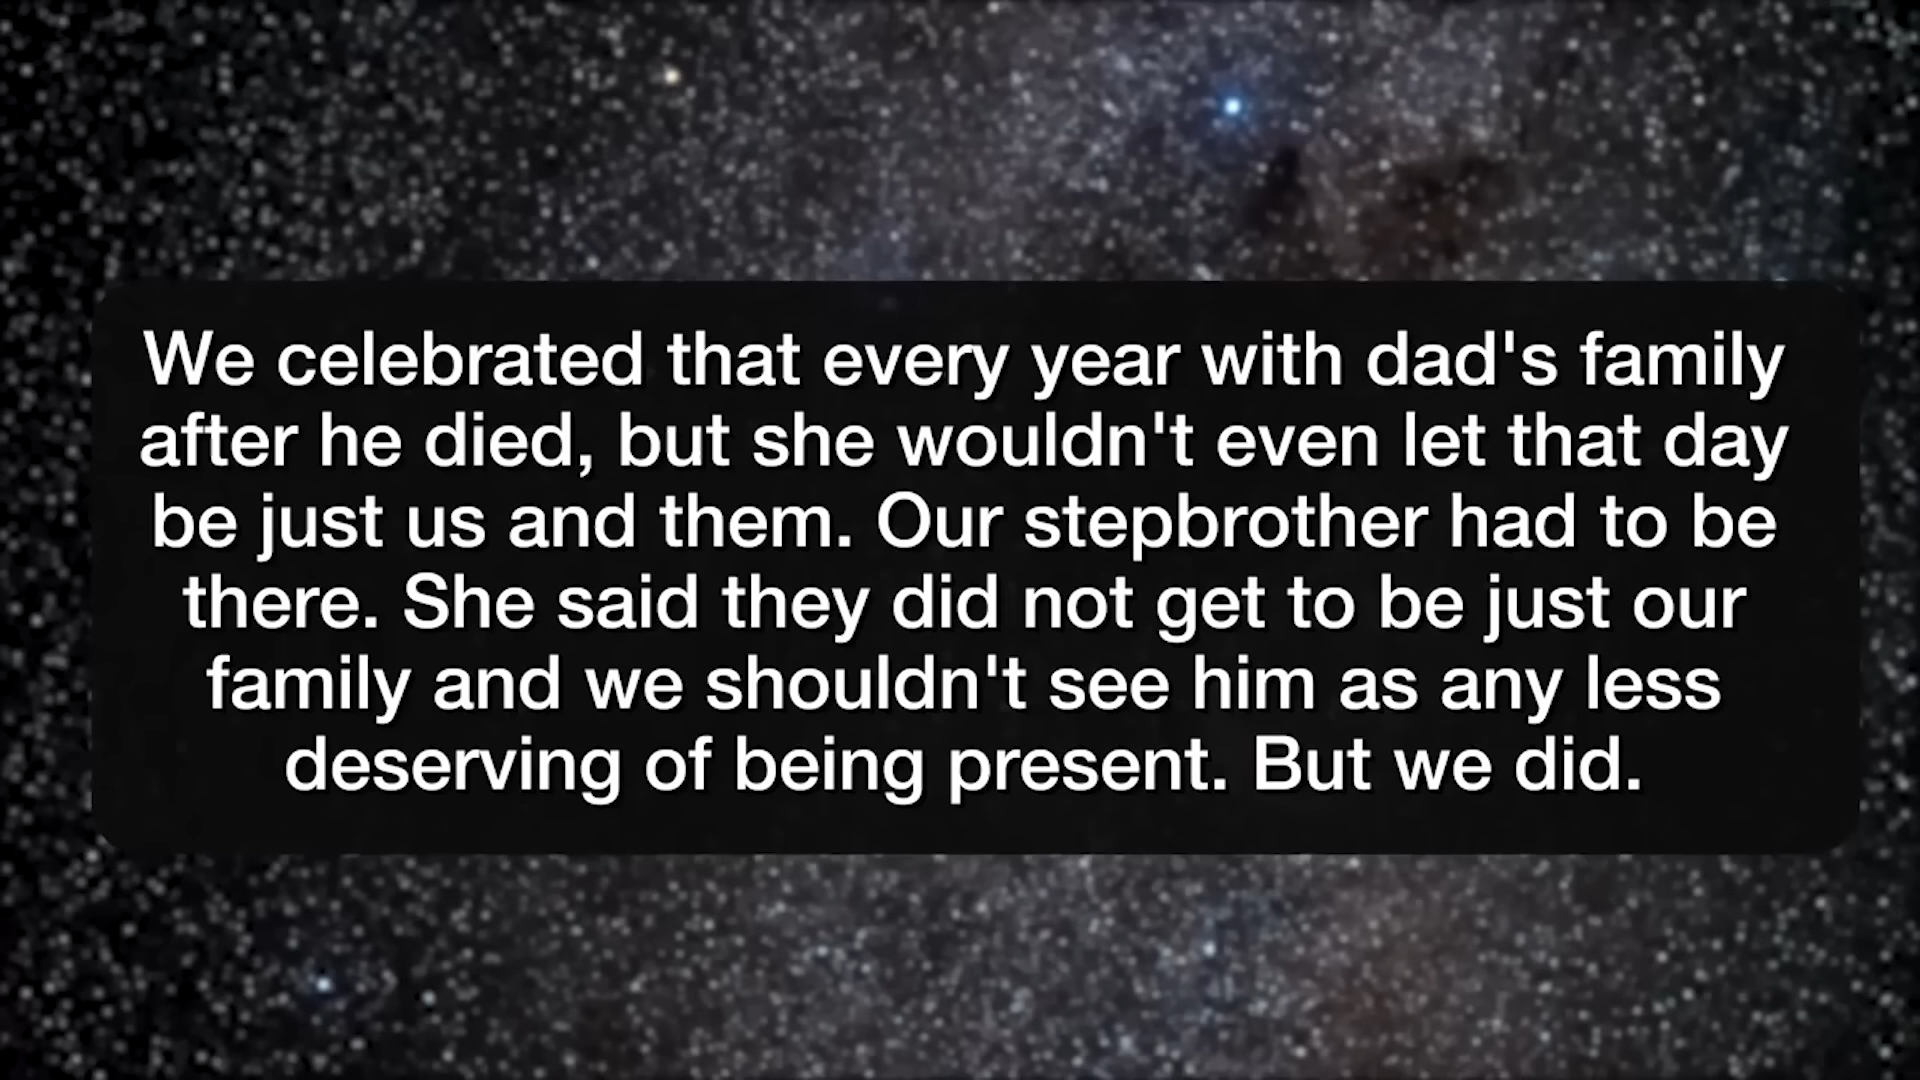 We celebrated that every year with dad's family
after he died, but she wouldn't even let that day
be just us and them. Our stepbrother had to be
there. She said they did not get to be just our
family and we shouldn't see him as any less
deserving of being present. But we did.